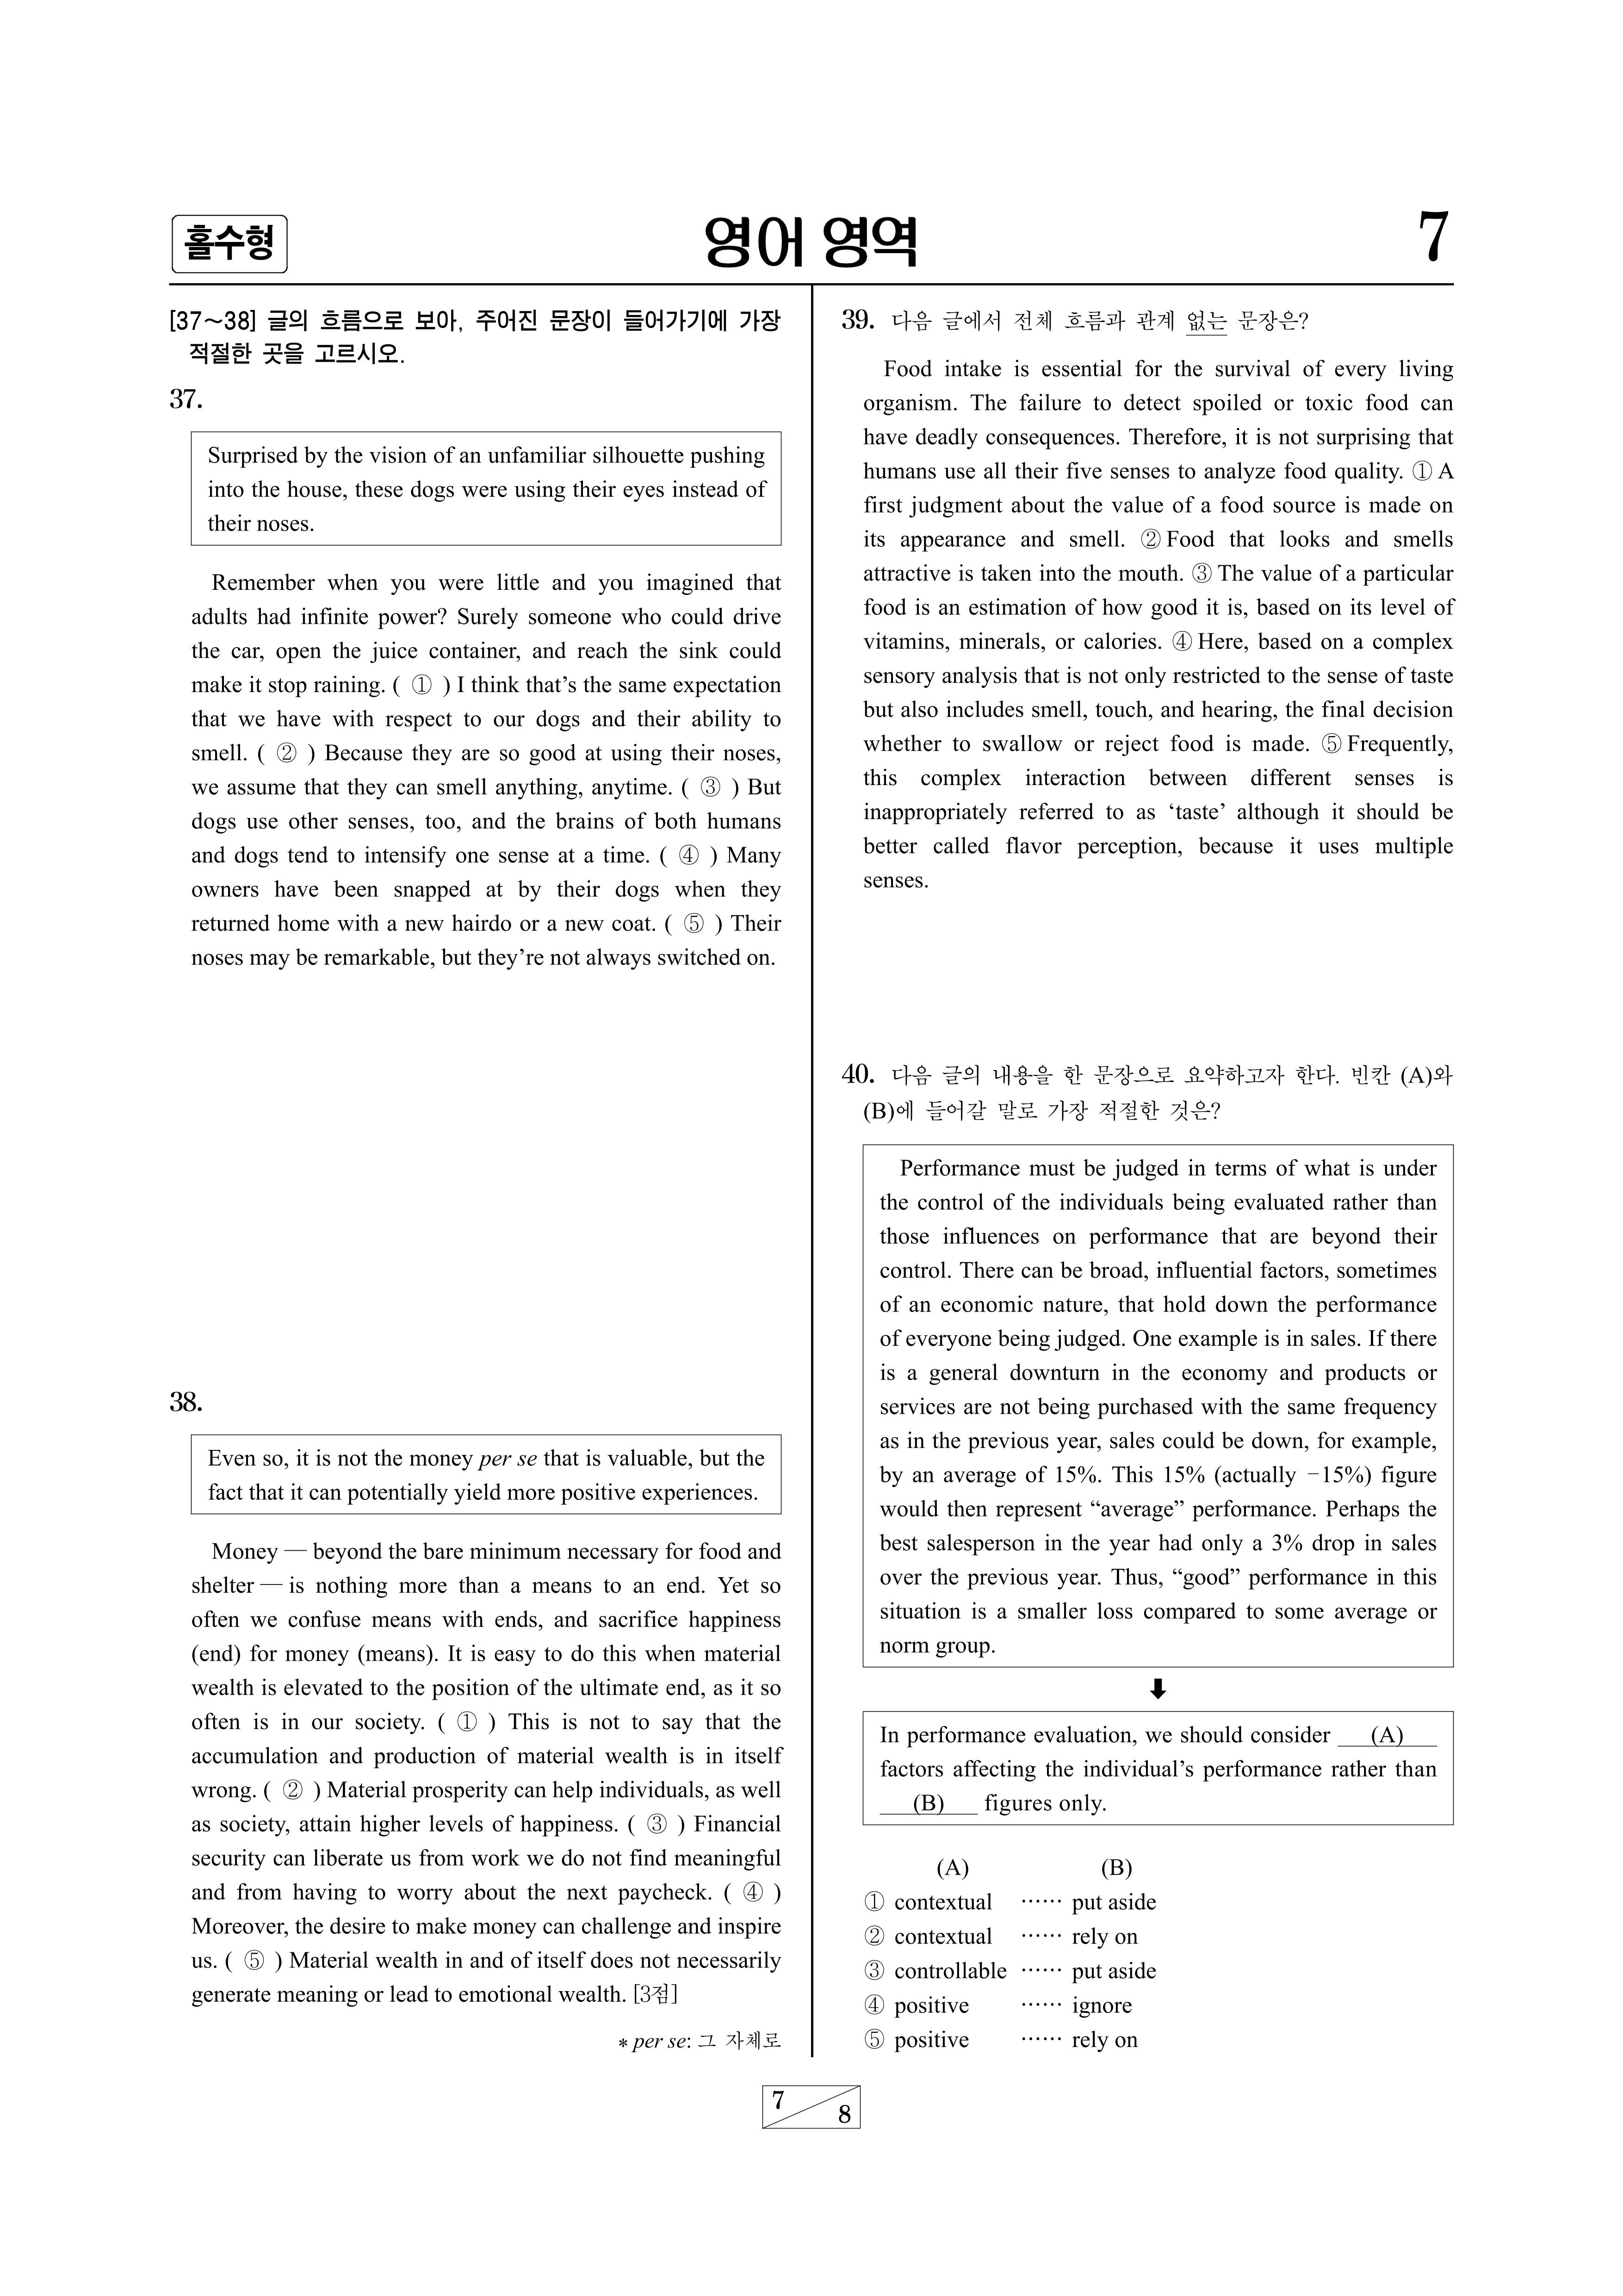 홀수형
영어 영역
7
[37~38] 글의 흐름으로 보아, 주어진 문장이 들어가기에 가장
적절한 곳을 고르시오.
37.
Surprised by the vision of an unfamiliar silhouette pushing
into the house, these dogs were using their eyes instead of
their noses.
Remember when you were little and you imagined that
adults had infinite power? Surely someone who could drive
the car, open the juice container, and reach the sink could
make it stop raining. ( ① ) I think that’s the same expectation
that we have with respect to our dogs and their ability to
smell. ( ② ) Because they are so good at using their noses,
we assume that they can smell anything, anytime. ( ③ ) But
dogs use other senses, too, and the brains of both humans
and dogs tend to intensify one sense at a time. ( ④ ) Many
owners have been snapped at by their dogs when they
returned home with a new hairdo or a new coat. ( ⑤ ) Their
noses may be remarkable, but they’re not always switched on.
38.
Even so, it is not the money per se that is valuable, but the
fact that it can potentially yield more positive experiences.
Money — beyond the bare minimum necessary for food and
shelter — is nothing more than a means to an end. Yet so
often we confuse means with ends, and sacrifice happiness
(end) for money (means). It is easy to do this when material
wealth is elevated to the position of the ultimate end, as it so
often is in our society. ( ① ) This is not to say that the
accumulation and production of material wealth is in itself
wrong. ( ② ) Material prosperity can help individuals, as well
as society, attain higher levels of happiness. ( ③ ) Financial
security can liberate us from work we do not find meaningful
and from having to worry about the next paycheck. ( ④ )
Moreover, the desire to make money can challenge and inspire
us. ( ⑤ ) Material wealth in and of itself does not necessarily
generate meaning or lead to emotional wealth. [3점]
* per se: 그 자체로
39. 다음 글에서 전체 흐름과 관계 없는 문장은?
Food intake is essential for the survival of every living
organism. The failure to detect spoiled or toxic food can
have deadly consequences. Therefore, it is not surprising that
humans use all their five senses to analyze food quality. ① A
first judgment about the value of a food source is made on
its appearance and smell. ② Food that looks and smells
attractive is taken into the mouth. ③ The value of a particular
food is an estimation of how good it is, based on its level of
vitamins, minerals, or calories. ④ Here, based on a complex
sensory analysis that is not only restricted to the sense of taste
but also includes smell, touch, and hearing, the final decision
whether to swallow or reject food is made. ⑤ Frequently,
this complex interaction between different senses is
inappropriately referred to as ‘taste’ although it should be
better called flavor perception, because it uses multiple
senses.
40. 다음 글의 내용을 한 문장으로 요약하고자 한다. 빈칸 (A)와
(B)에 들어갈 말로 가장 적절한 것은?
Performance must be judged in terms of what is under
the control of the individuals being evaluated rather than
those influences on performance that are beyond their
control. There can be broad, influential factors, sometimes
of an economic nature, that hold down the performance
of everyone being judged. One example is in sales. If there
is a general downturn in the economy and products or
services are not being purchased with the same frequency
as in the previous year, sales could be down, for example,
by an average of 15%. This 15% (actually −15%) figure
would then represent “average” performance. Perhaps the
best salesperson in the year had only a 3% drop in sales
over the previous year. Thus, “good” performance in this
situation is a smaller loss compared to some average or
norm group.
In performance evaluation, we should consider (A)
factors affecting the individual’s performance rather than
(B) figures only.
(A) (B)
① contextual ⋯⋯ put aside
② contextual ⋯⋯ rely on
③ controllable ⋯⋯ put aside
④ positive ⋯⋯ ignore
⑤ positive ⋯⋯ rely on
7
8